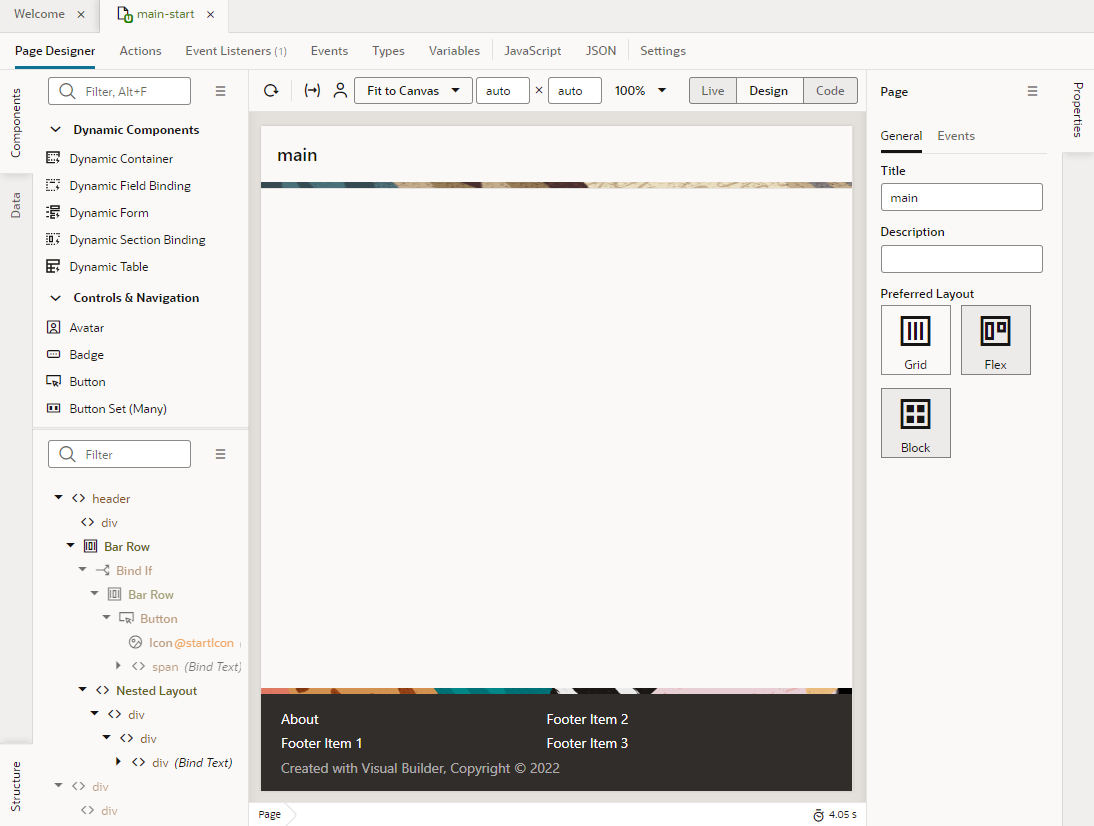 Welcome ×
main-start ×
Page Designer Actions Event Listeners (1) Events Types Variables JavaScript JSON Settings
Components
Data
Structure
Filter, Alt+F
Dynamic Components
Dynamic Container
Dynamic Field Binding
Dynamic Form
Dynamic Section Binding
Dynamic Table
Controls & Navigation
Avatar
Badge
Button
Button Set (Many)
Filter
<> header
<> div
Bar Row
Bind If
Bar Row
Button
Icon @startIcon
<> span (Bind Text)
<> Nested Layout
<> div
<> div
<> div (Bind Text)
<> div
<> div
Fit to Canvas auto × auto 100% Live Design Code
main
About Footer Item 2
Footer Item 1 Footer Item 3
Created with Visual Builder, Copyright © 2022
Page 4.05 s
Page
General Events
Title
main
Description
Preferred Layout
Grid Flex
Block
Properties